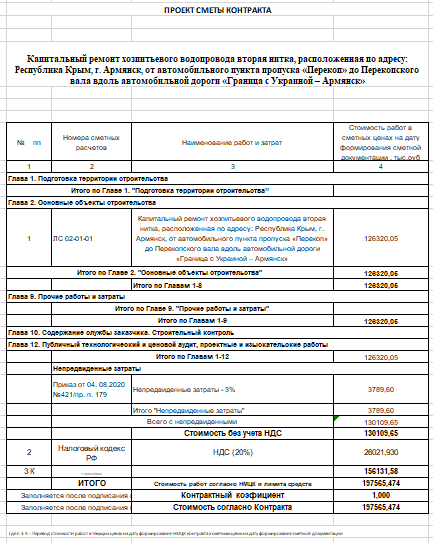 ПРОЕКТ СМЕТЫ КОНТРАКТА
Капитальный ремонт хозпитьевого водопровода вторая нитка, расположенная по адресу:
Республика Крым, г. Армянск, от автомобильного пункта пропуска «Перекоп» до Перекопского
вала вдоль автомобильной дороги «Граница с Украиной – Армянск»
№ пп
Номера сметных
расчетов
Наименование работ и затрат
Стоимость работ в
сметных ценах на дату
формирования сметной
документации , тыс.руб
1 2 3 4
Глава 1. Подготовка территории строительства
Итого по Главе 1. "Подготовка территории строительства"
Глава 2. Основные объекты строительства
1
ЛС 02-01-01
Капитальный ремонт хозпитьевого водопровода вторая
нитка, расположенная по адресу: Республика Крым, г.
Армянск, от автомобильного пункта пропуска «Перекоп»
до Перекопского вала вдоль автомобильной дороги
«Граница с Украиной – Армянск»
126320,05
Итого по Главе 2. "Основные объекты строительства" 126320,05
Итого по Главам 1-8 126320,05
Глава 9. Прочие работы и затраты
Итого по Главе 9. "Прочие работы и затраты"
Итого по Главам 1-9 126320,05
Глава 10. Содержание службы заказчика. Строительный контроль
Глава 12. Публичный технологический и ценовой аудит, проектные и изыскательские работы
Итого по Главам 1-12 126320,05
Непредвиденные затраты
Приказ от 04. 08.2020
№421/пр. п. 179
Непредвиденные затраты - 3% 3789,60
Итого "Непредвиденные затраты" 3789,60
Всего с непредвиденными 130109,65
Стоимость без учета НДС 130109,65
2
Налоговый кодекс
РФ
НДС (20%) 26021,930
3 К 156131,58
ИТОГО Стоимость работ согласно НМЦК и лимита средств 197565,474
Заполняется после подписания Контрактный коэфициент 1,000
Заполняется после подписания Стоимость согласно Контракта 197565,474